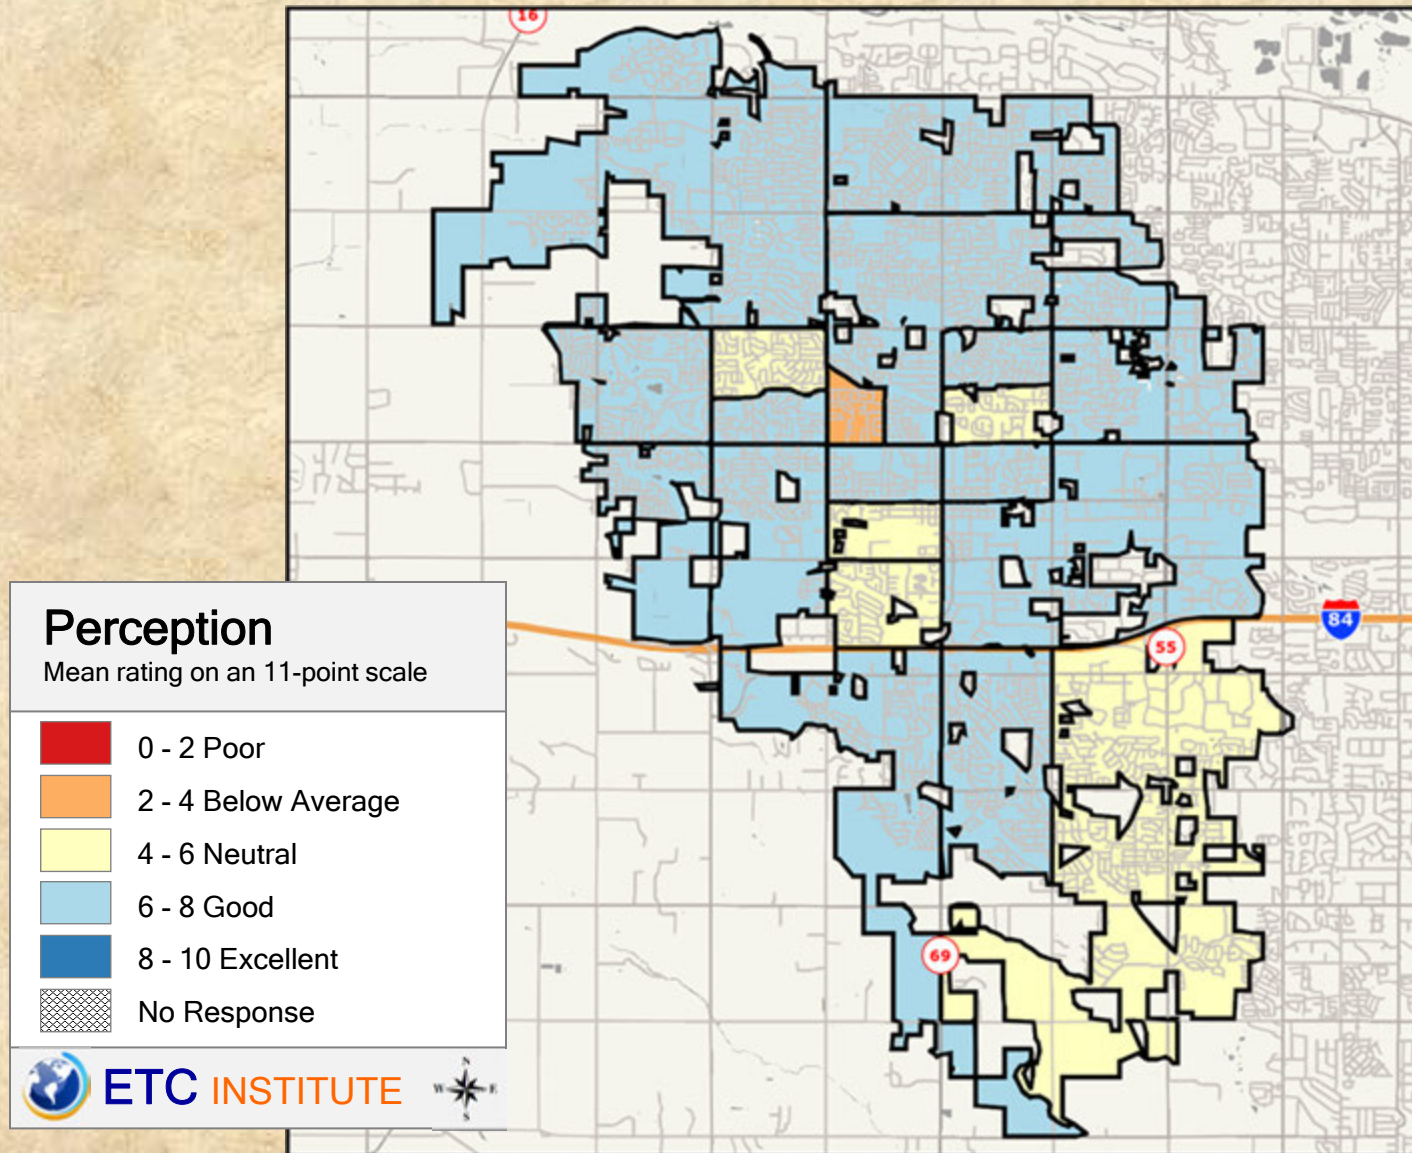 16
84
55
69
Perception
Mean rating on an 11-point scale
0 - 2 Poor
2 - 4 Below Average
4 - 6 Neutral
6 - 8 Good
8 - 10 Excellent
No Response
ETC INSTITUTE
N
W E
S